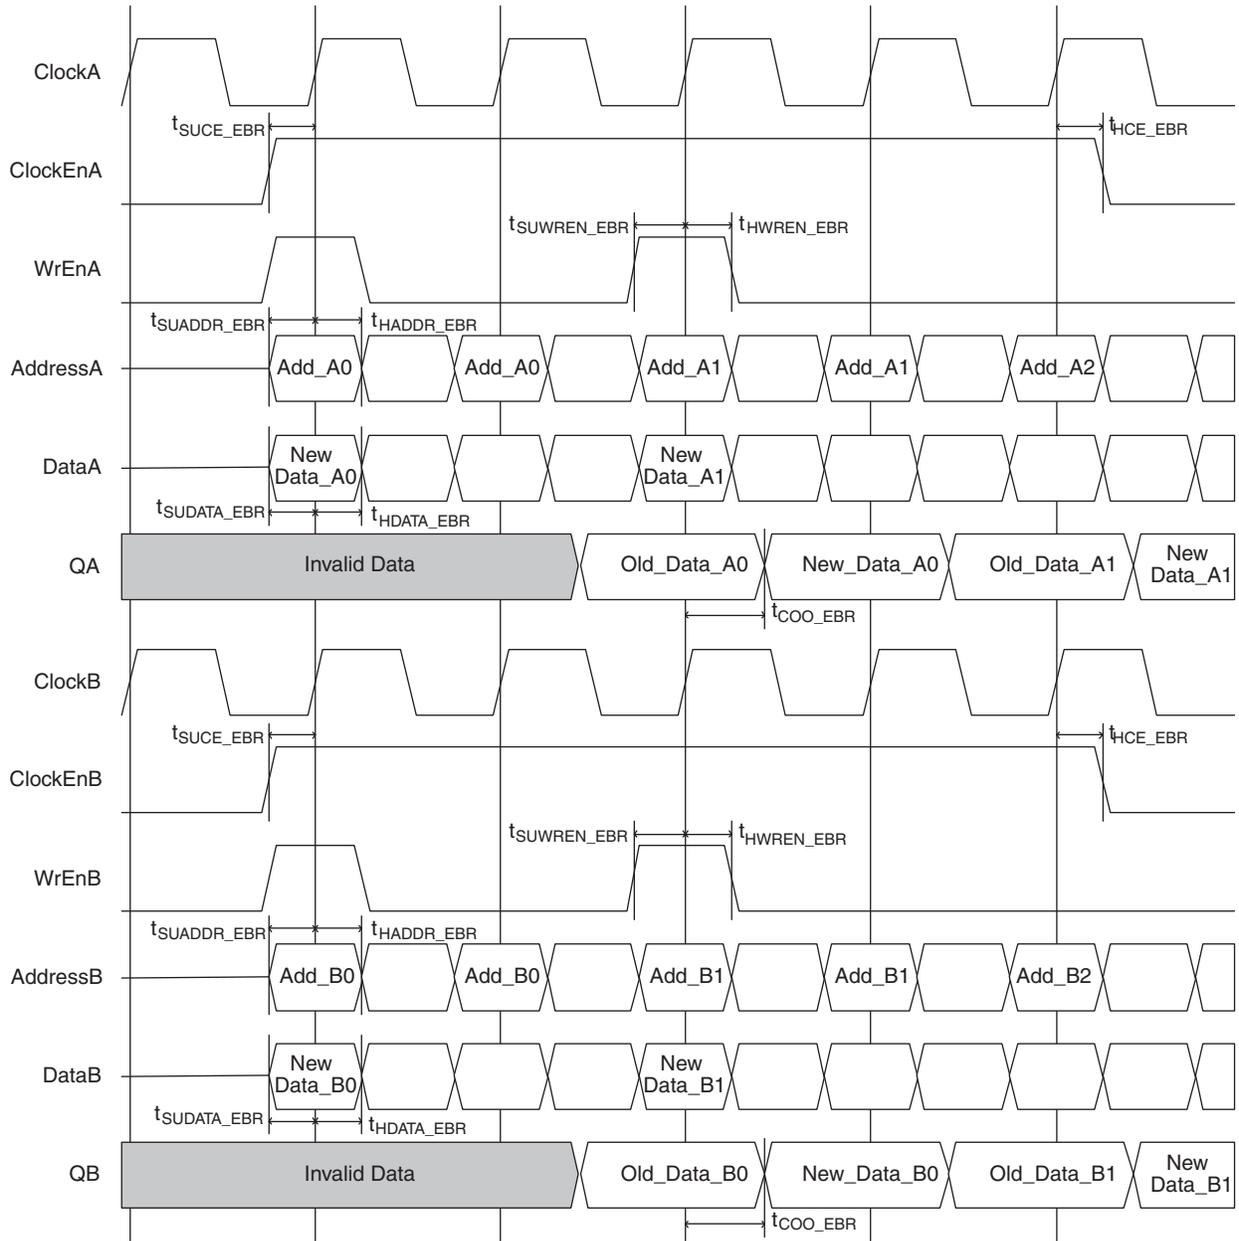 ClockA
tSUCE_EBR
tHCE_EBR
ClockEnA
tSUWREN_EBR
tHWREN_EBR
WrEnA
tSUADDR_EBR
tHADDR_EBR
AddressA
Add_A0
Add_A0
Add_A1
Add_A1
Add_A2
DataA
New
Data_A0
New
Data_A1
tSUDATA_EBR
tHDATA_EBR
QA
Invalid Data
Old_Data_A0
New_Data_A0
Old_Data_A1
New
Data_A1
tCOO_EBR
ClockB
tSUCE_EBR
tHCE_EBR
ClockEnB
tSUWREN_EBR
tHWREN_EBR
WrEnB
tSUADDR_EBR
tHADDR_EBR
AddressB
Add_B0
Add_B0
Add_B1
Add_B1
Add_B2
DataB
New
Data_B0
New
Data_B1
tSUDATA_EBR
tHDATA_EBR
QB
Invalid Data
Old_Data_B0
New_Data_B0
Old_Data_B1
New
Data_B1
tCOO_EBR